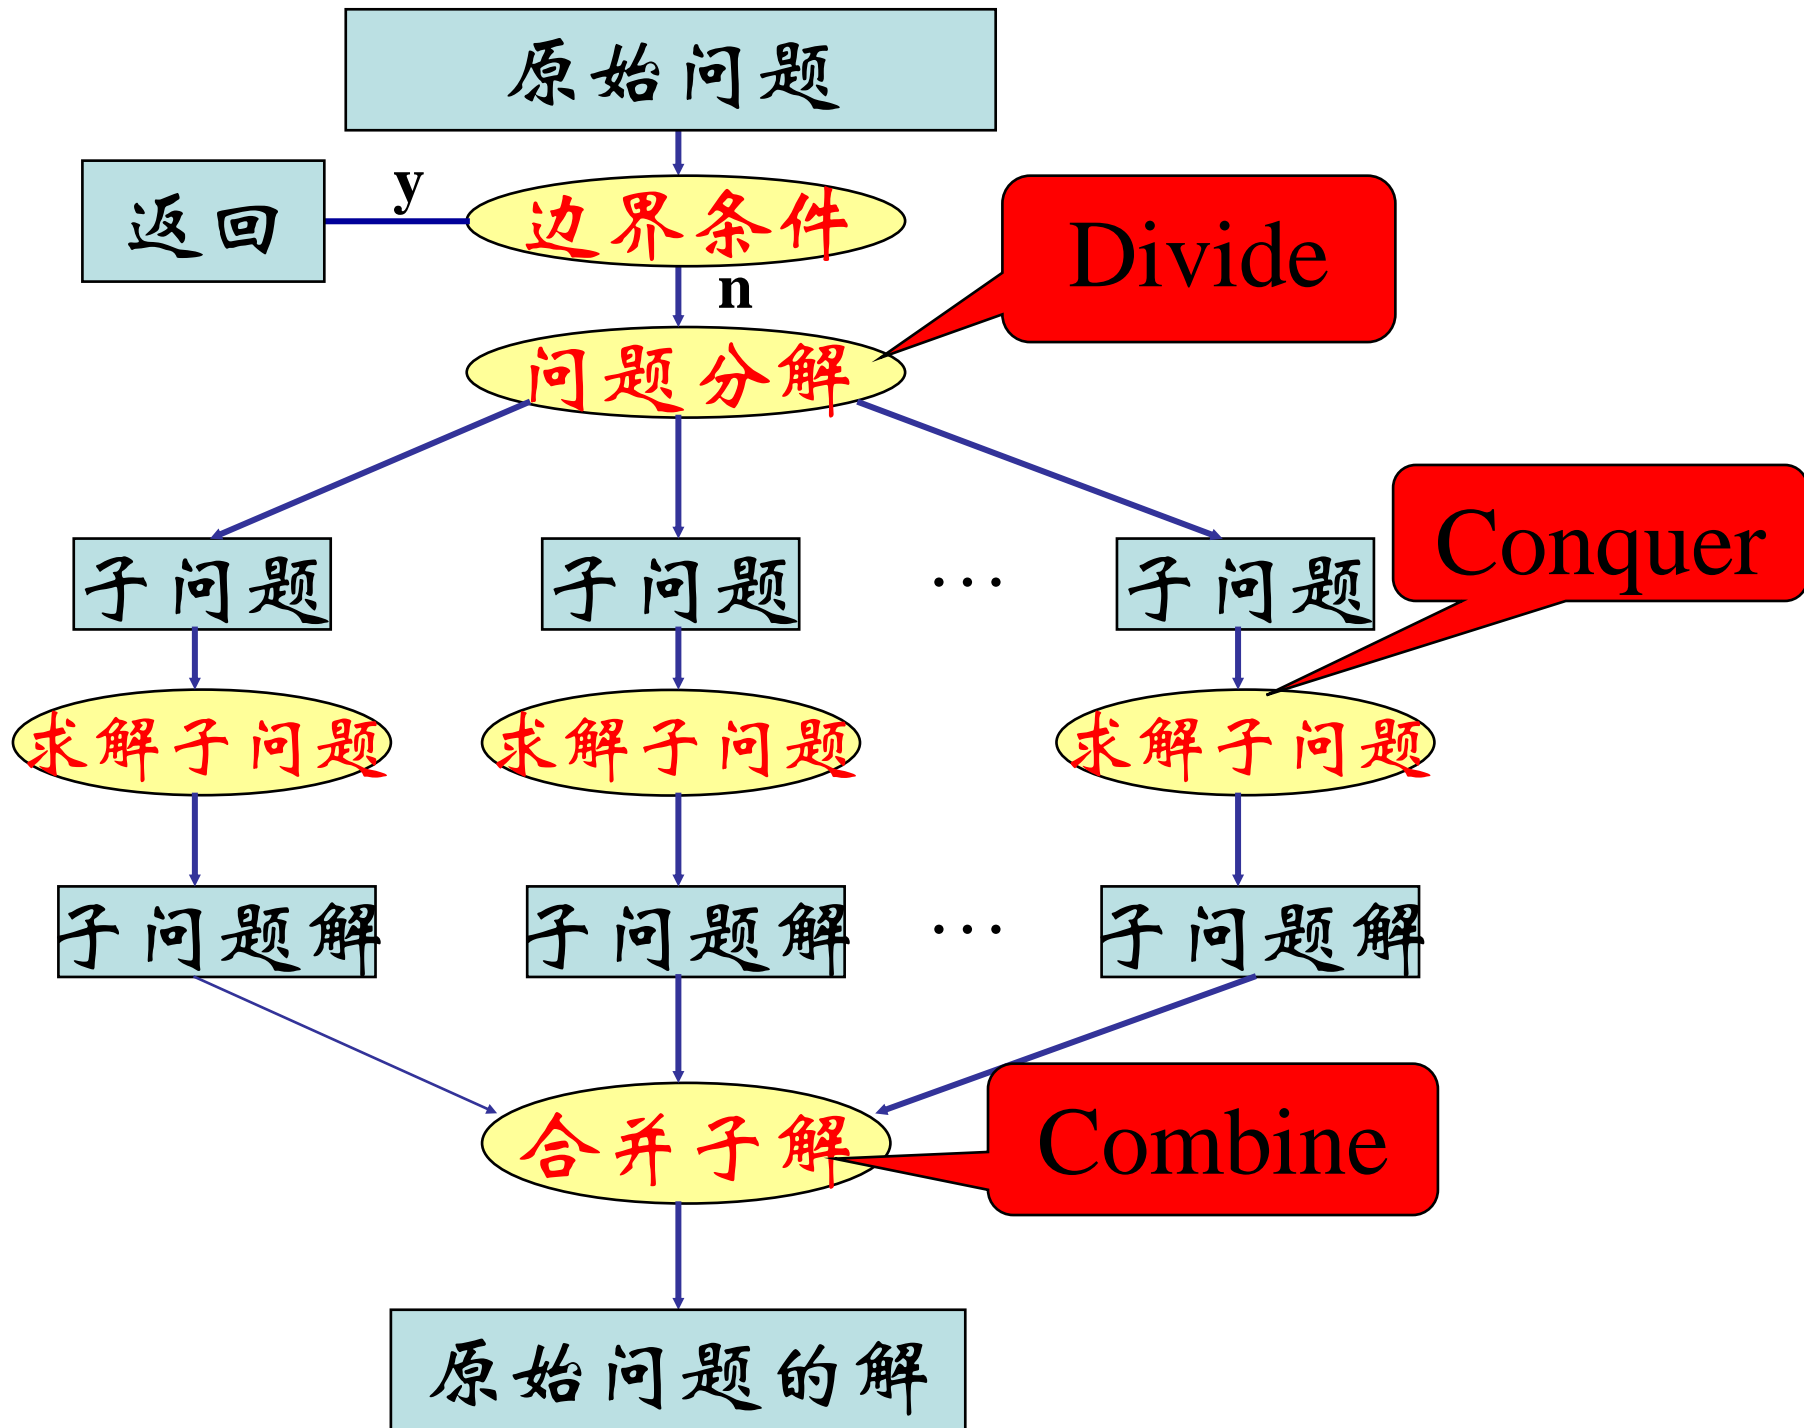 原始问题
返回
y
边界条件
Divide
n
问题分解
Conquer
子问题
子问题
...
子问题
求解子问题
求解子问题
求解子问题
子问题解
子问题解
...
子问题解
合并子解
Combine
原始问题的解